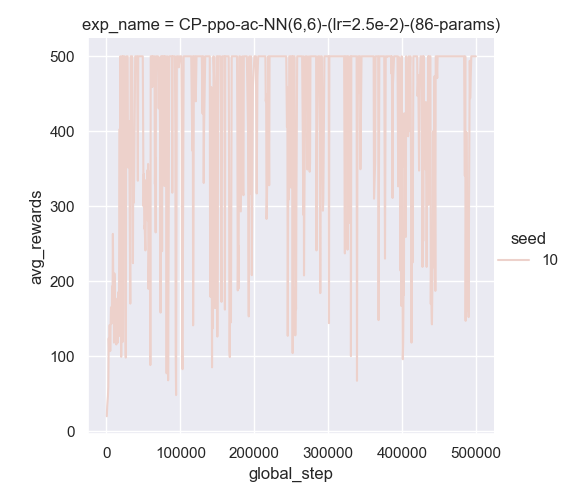 exp_name = CP-ppo-ac-NN(6,6)-(lr=2.5e-2)-(86-params)
500
400
300
200
100
0
avg_rewards
seed
10
0 100000 200000 300000 400000 500000
global_step